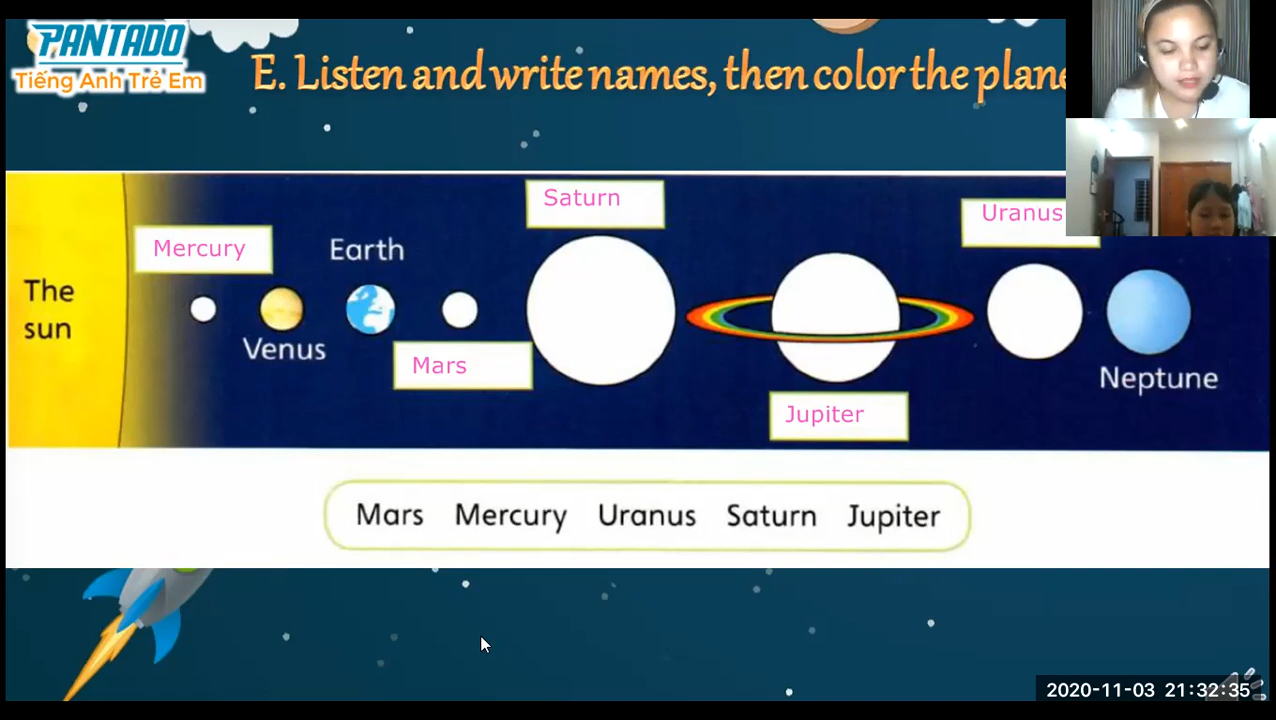 PANTADO
Tiếng Anh Trẻ Em
E. Listen and write names, then color the plane
Saturn
Uranus
Mercury
Earth
The
sun
Venus
Mars
Neptune
Jupiter
Mars Mercury Uranus Saturn Jupiter
2020-11-03 21:32:35